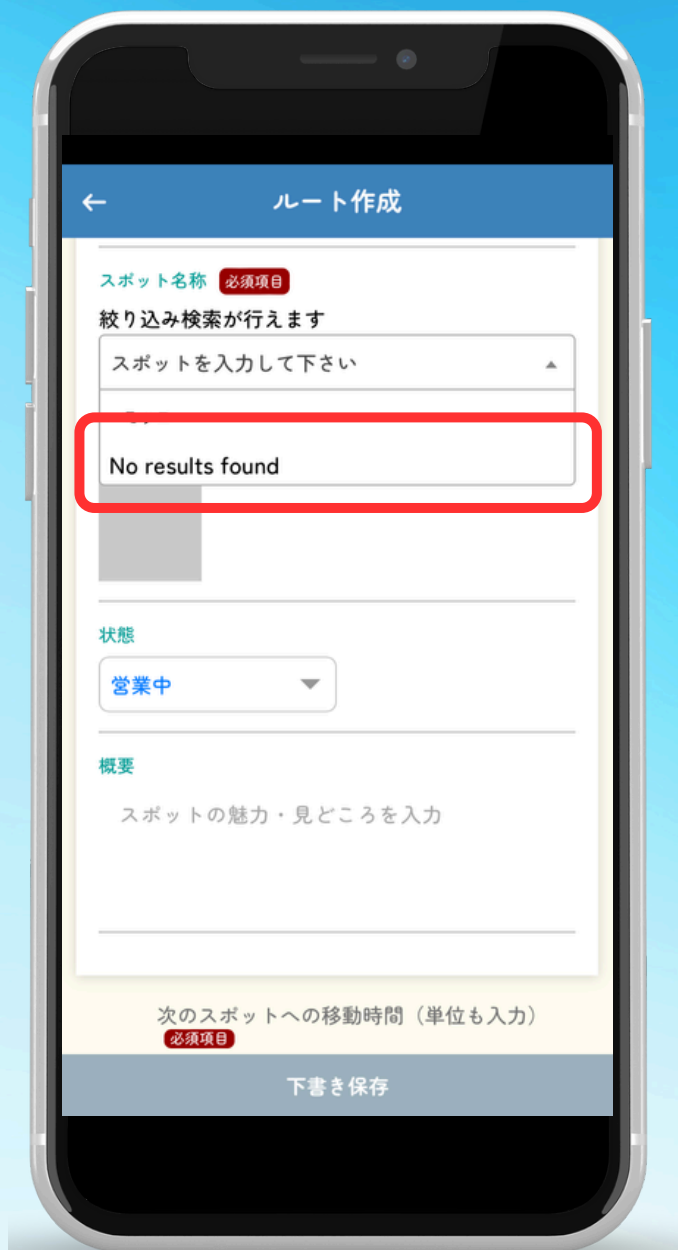 ルート作成
スポット名称 必須項目
絞り込み検索が行えます
スポットを入力して下さい
No results found
状態
営業中
概要
スポットの魅力・見どころを入力
次のスポットへの移動時間（単位も入力）
必須項目
下書き保存